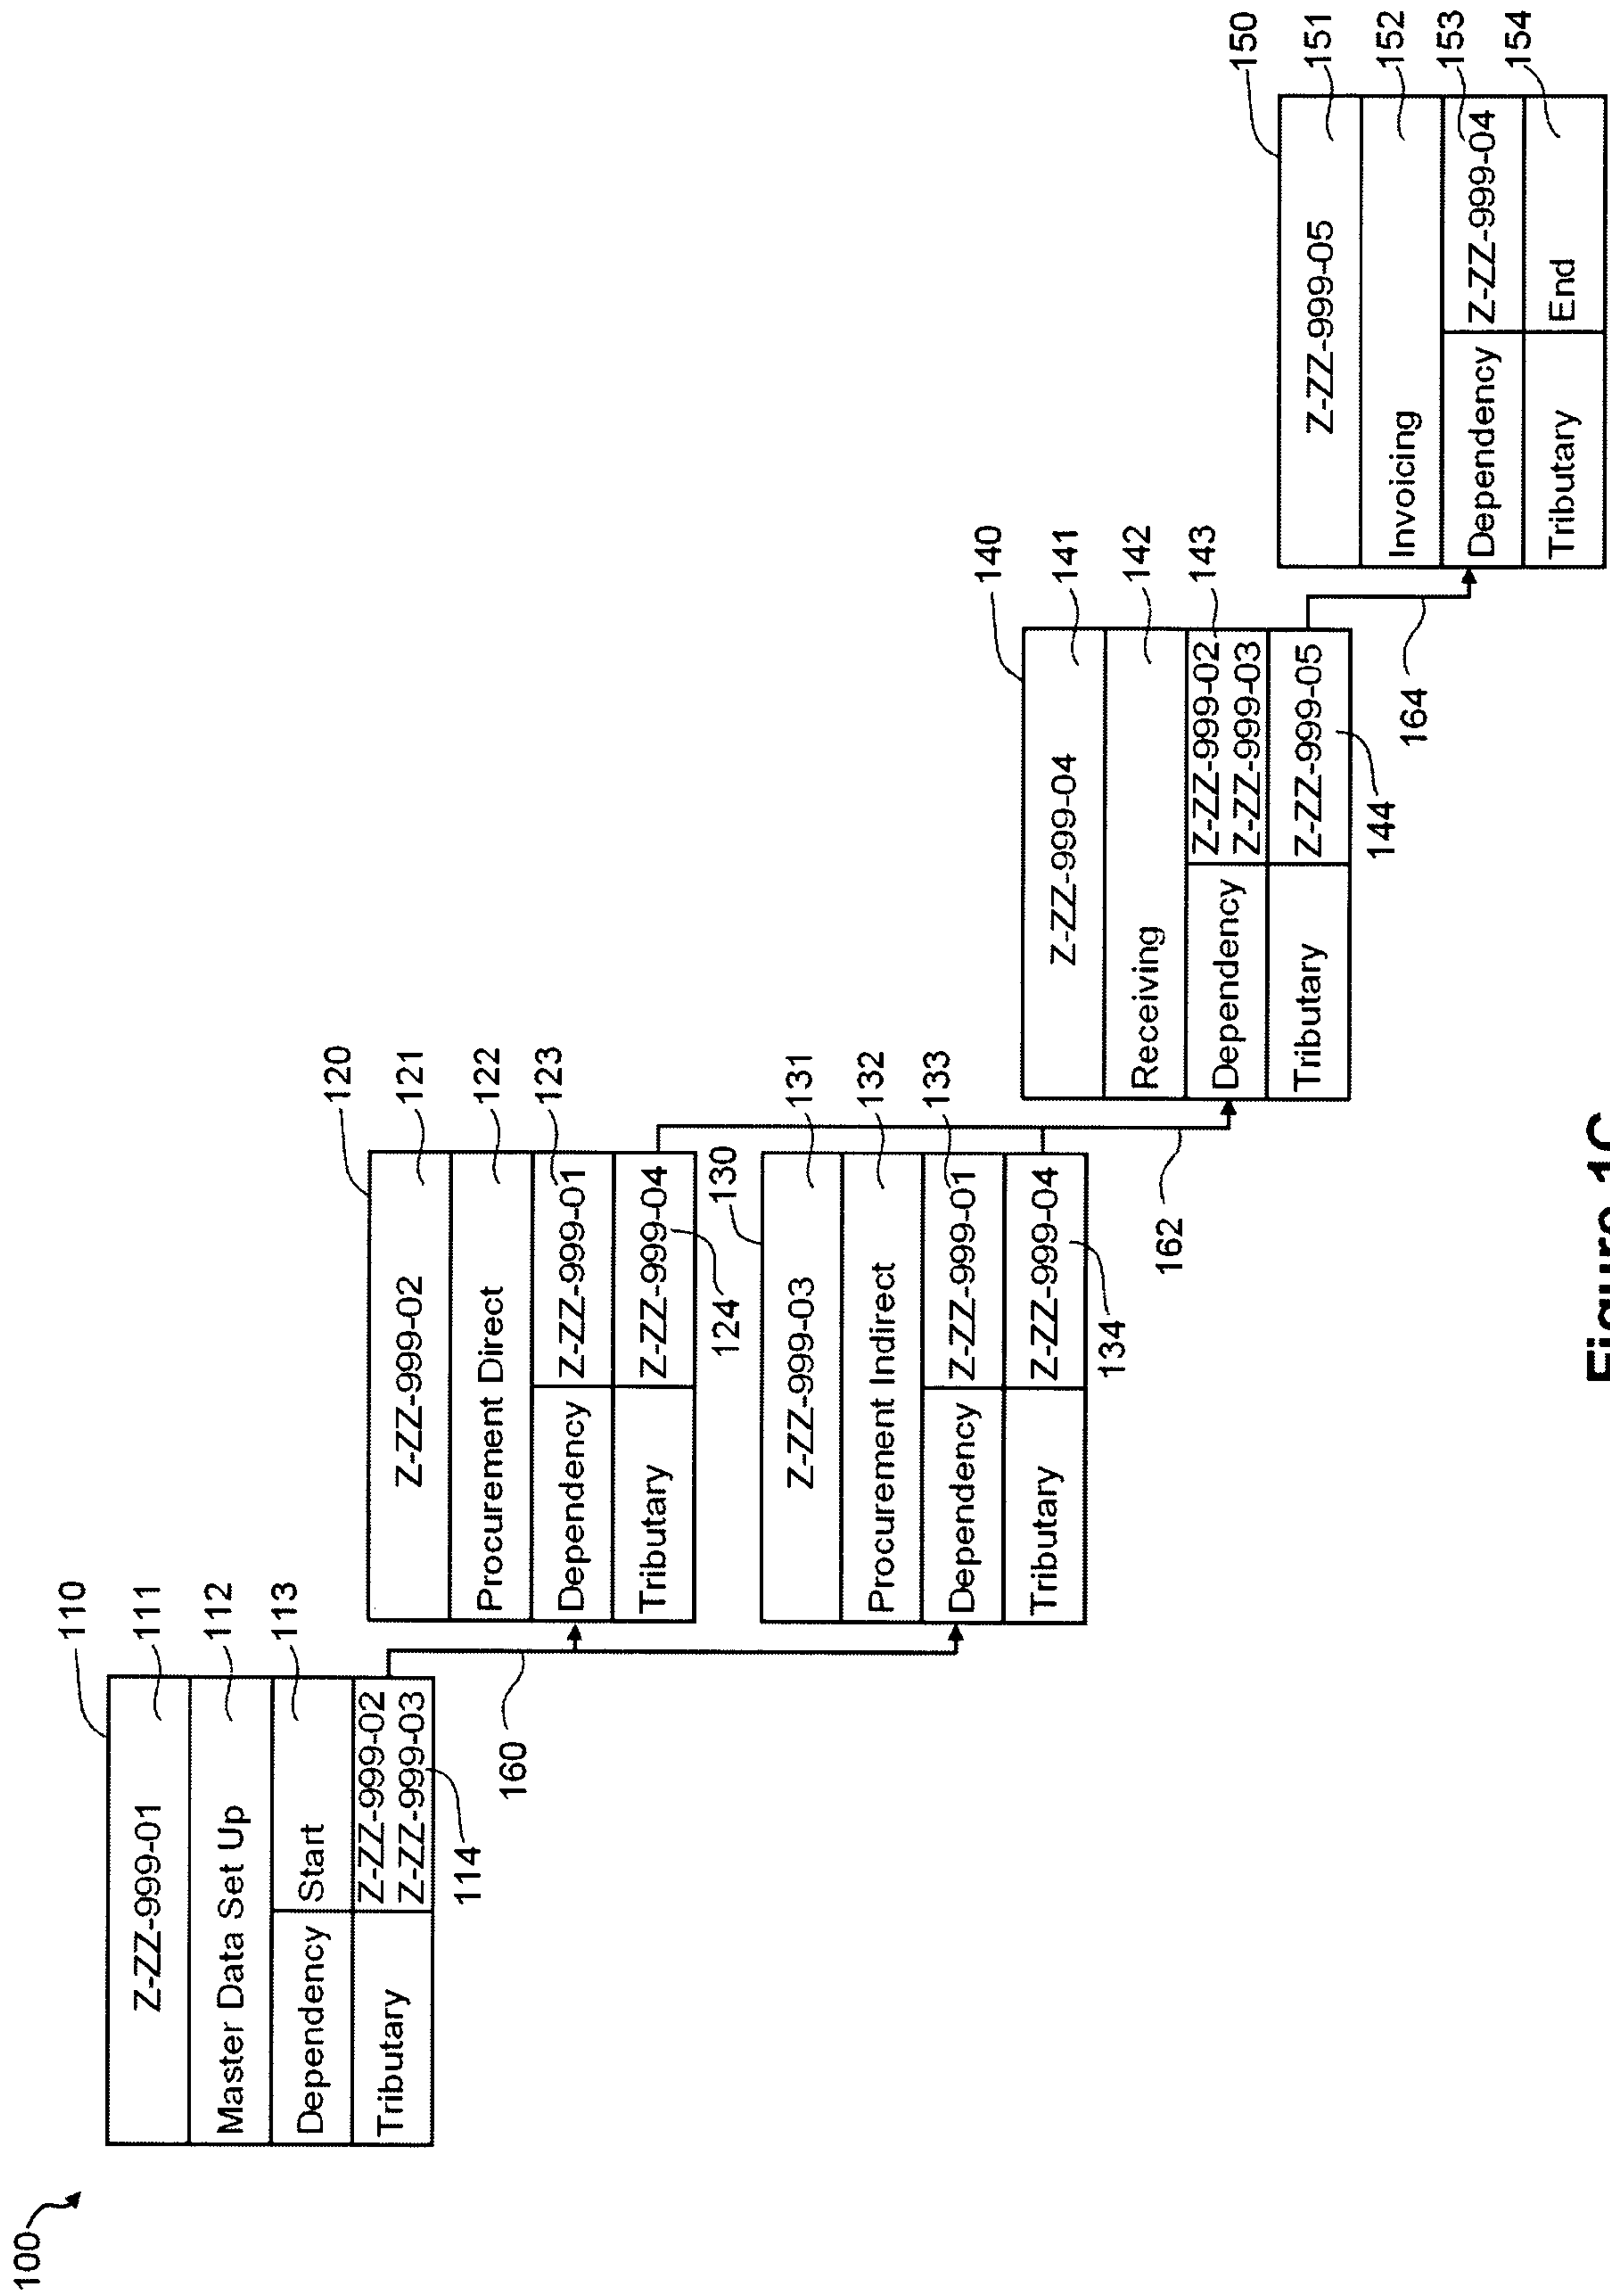 100
110
Z-ZZ-999-01
111
Master Data Set Up
112
Dependency
Start
113
Tributary
Z-ZZ-999-02
Z-ZZ-999-03
114
160
120
Z-ZZ-999-02
121
Procurement Direct
122
Dependency
Z-ZZ-999-01
123
Tributary
Z-ZZ-999-04
124
130
Z-ZZ-999-03
131
Procurement Indirect
132
Dependency
Z-ZZ-999-01
133
Tributary
Z-ZZ-999-04
134
162
140
Z-ZZ-999-04
141
Receiving
142
Dependency
Z-ZZ-999-02
Z-ZZ-999-03
143
Tributary
Z-ZZ-999-05
144
164
150
Z-ZZ-999-05
151
Invoicing
152
Dependency
Z-ZZ-999-04
153
Tributary
End
154
Figure 1C